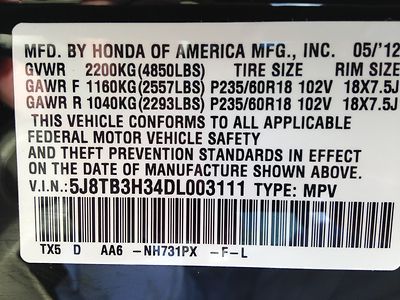 MFD. BY HONDA OF AMERICA MFG., INC. 05/'12
GVWR 2200KG(4850LBS) TIRE SIZE RIM SIZE
GAWR F 1160KG(2557LBS) P235/60R18 102V 18X7.5J
GAWR R 1040KG(2293LBS) P235/60R18 102V 18X7.5J
THIS VEHICLE CONFORMS TO ALL APPLICABLE
FEDERAL MOTOR VEHICLE SAFETY
AND THEFT PREVENTION STANDARDS IN EFFECT
ON THE DATE OF MANUFACTURE SHOWN ABOVE.
V.I.N.:5J8TB3H34DL003111 TYPE: MPV
TX5 D AA6 -NH731PX -F-L